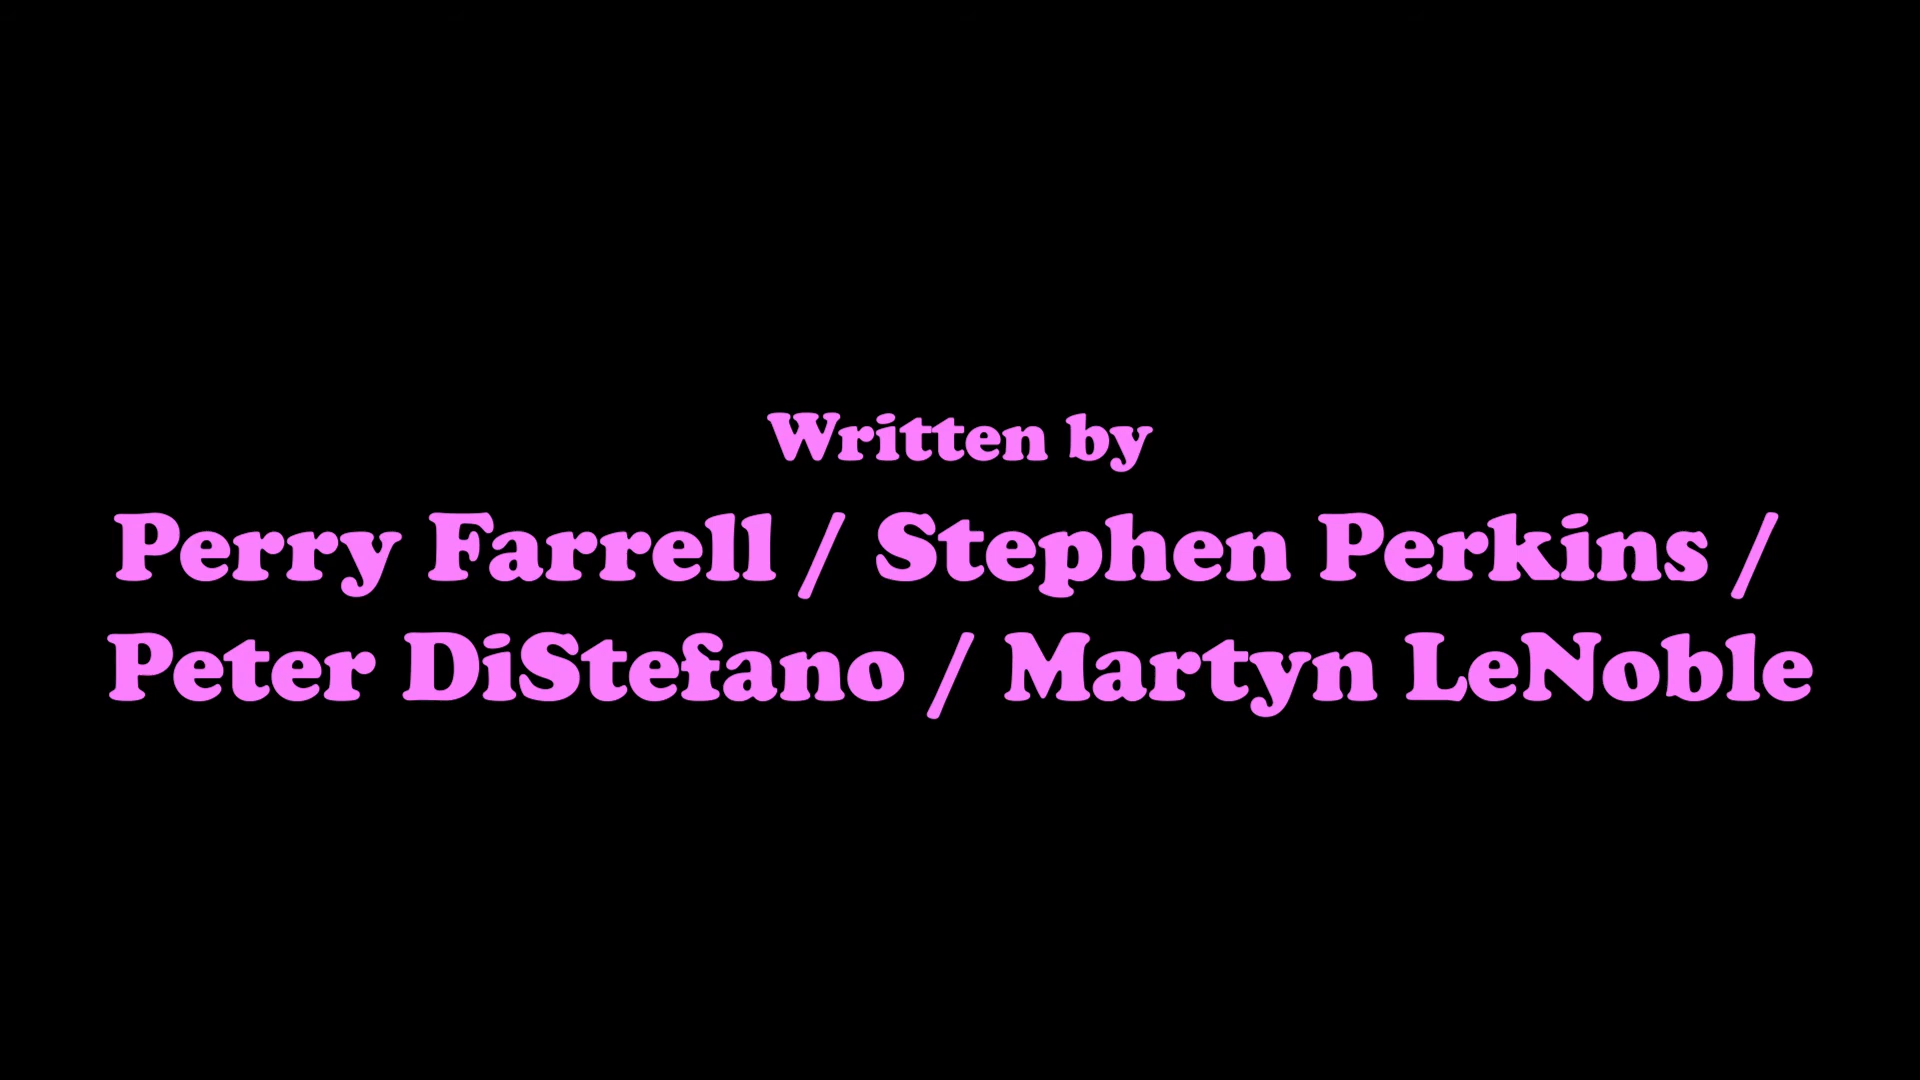 Written by
Perry Farrell / Stephen Perkins /
Peter DiStefano / Martyn LeNoble